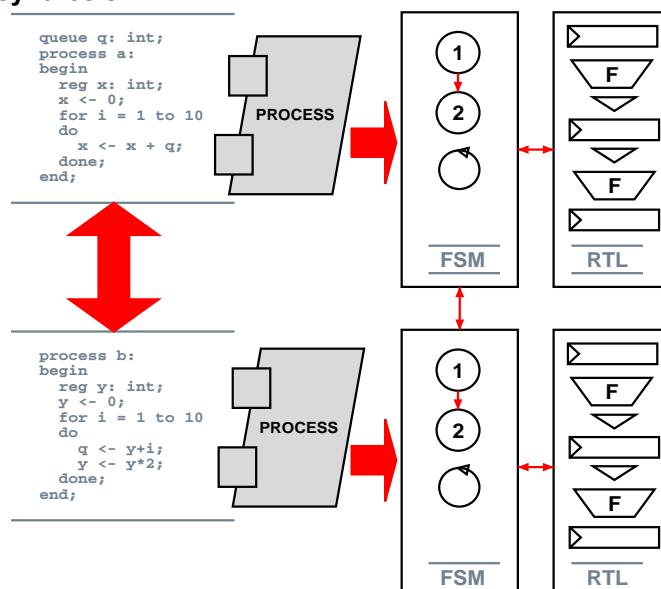 queue q: int;
process a:
begin
reg x: int;
x <- 0;
for i = 1 to 10
do
x <- x + q;
done;
end;
PROCESS
1
2
FSM
F
F
RTL
process b:
begin
reg y: int;
y <- 0;
for i = 1 to 10
do
q <- y+i;
y <- y*2;
done;
end;
PROCESS
1
2
FSM
F
F
RTL